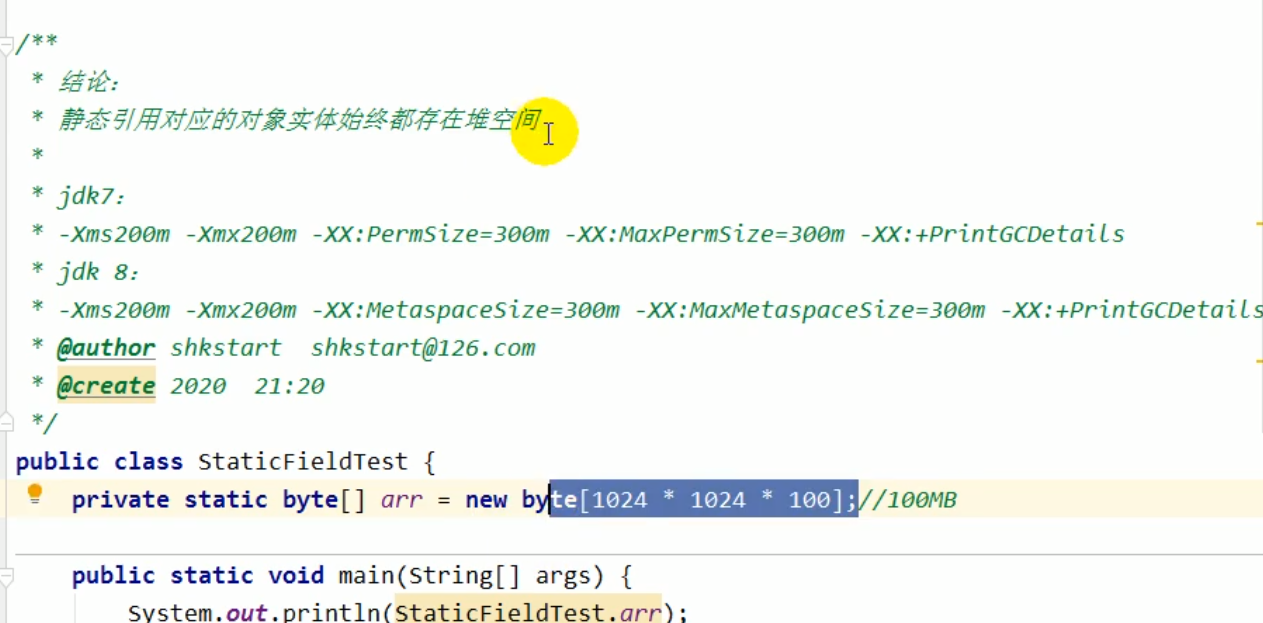 /**
* 结论：
* 静态引用对应的对象实体始终都存在堆空间
*
* jdk7：
* -Xms200m -Xmx200m -XX:PermSize=300m -XX:MaxPermSize=300m -XX:+PrintGCDetails
* jdk 8：
* -Xms200m -Xmx200m -XX:MetaspaceSize=300m -XX:MaxMetaspaceSize=300m -XX:+PrintGCDetails
* @author shkstart  shkstart@126.com
* @create 2020  21:20
*/
public class StaticFieldTest {
private static byte[] arr = new byte[1024 * 1024 * 100];//100MB
public static void main(String[] args) {
System.out.println(StaticFieldTest.arr);